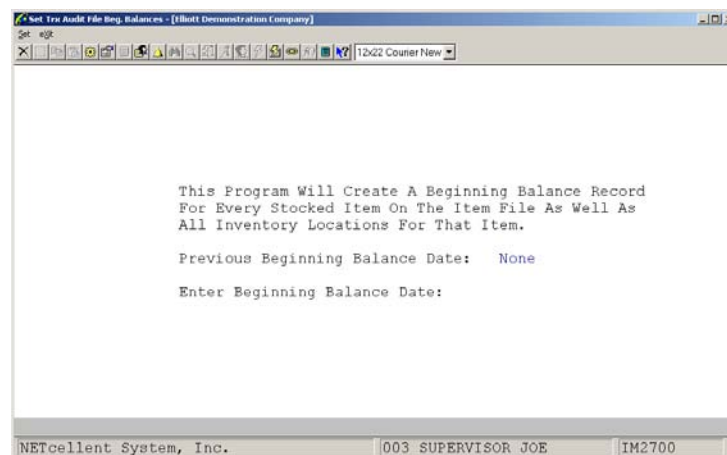 Set Trx Audit File Beg. Balances - [Elliott Demonstration Company]
Set eXit
12x22 Courier New
This Program Will Create A Beginning Balance Record
For Every Stocked Item On The Item File As Well As
All Inventory Locations For That Item.
Previous Beginning Balance Date: None
Enter Beginning Balance Date:
NETcellent System, Inc. 003 SUPERVISOR JOE IM2700